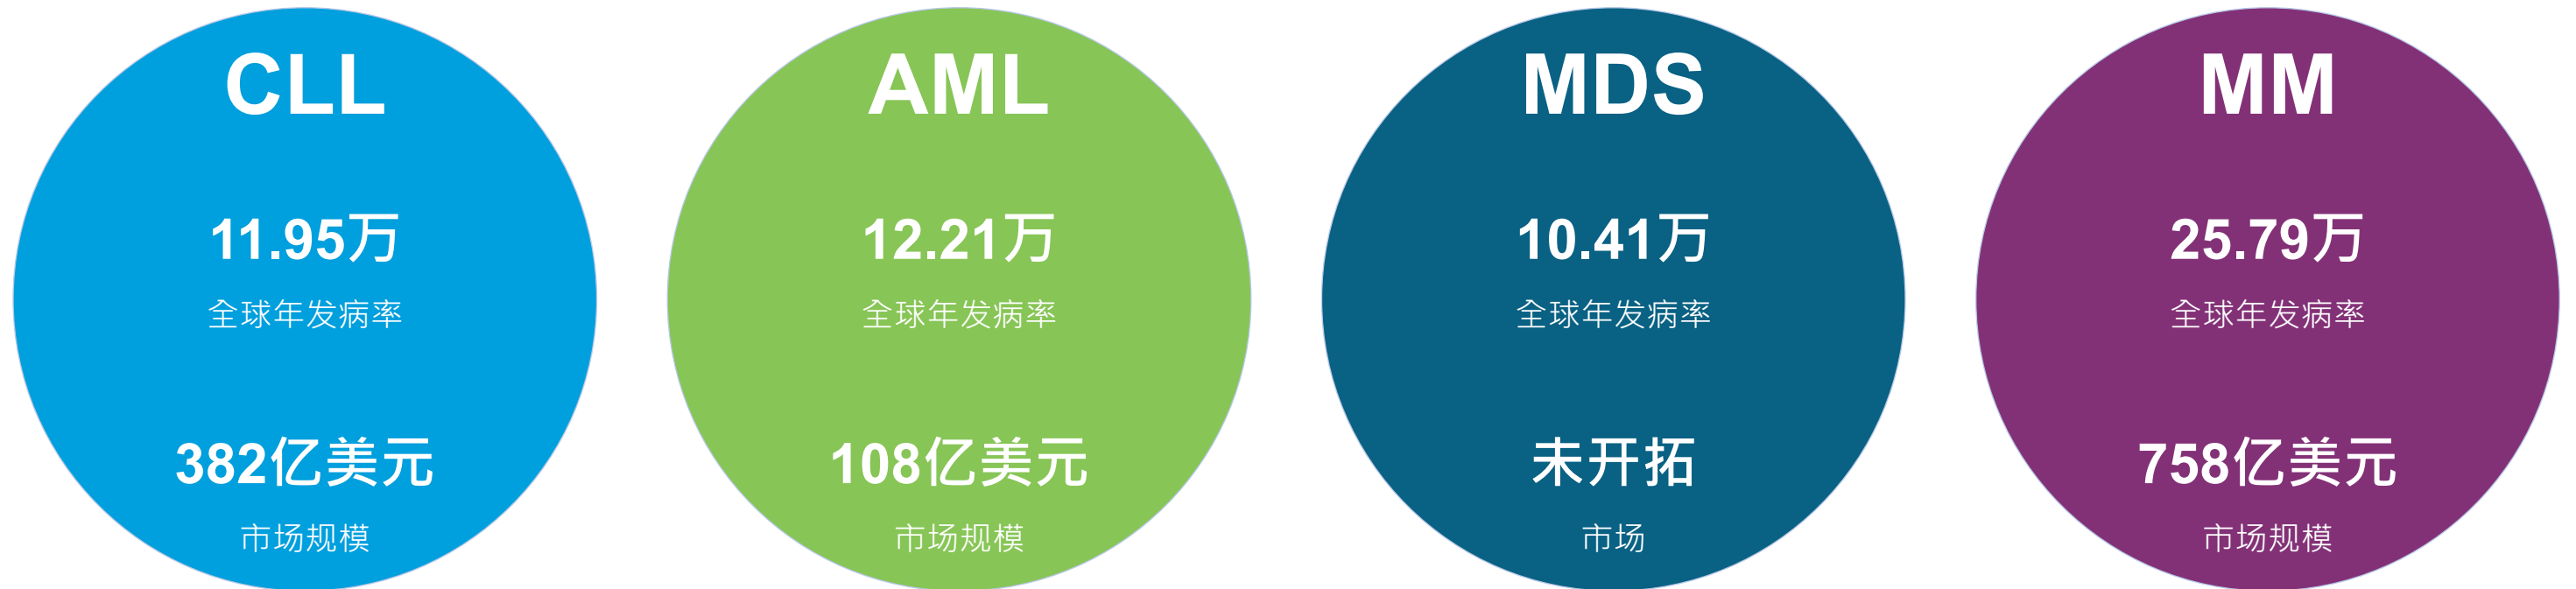 CLL
11.95万
全球年发病率
382亿美元
市场规模
AML
12.21万
全球年发病率
108亿美元
市场规模
MDS
10.41万
全球年发病率
未开拓
市场
MM
25.79万
全球年发病率
758亿美元
市场规模